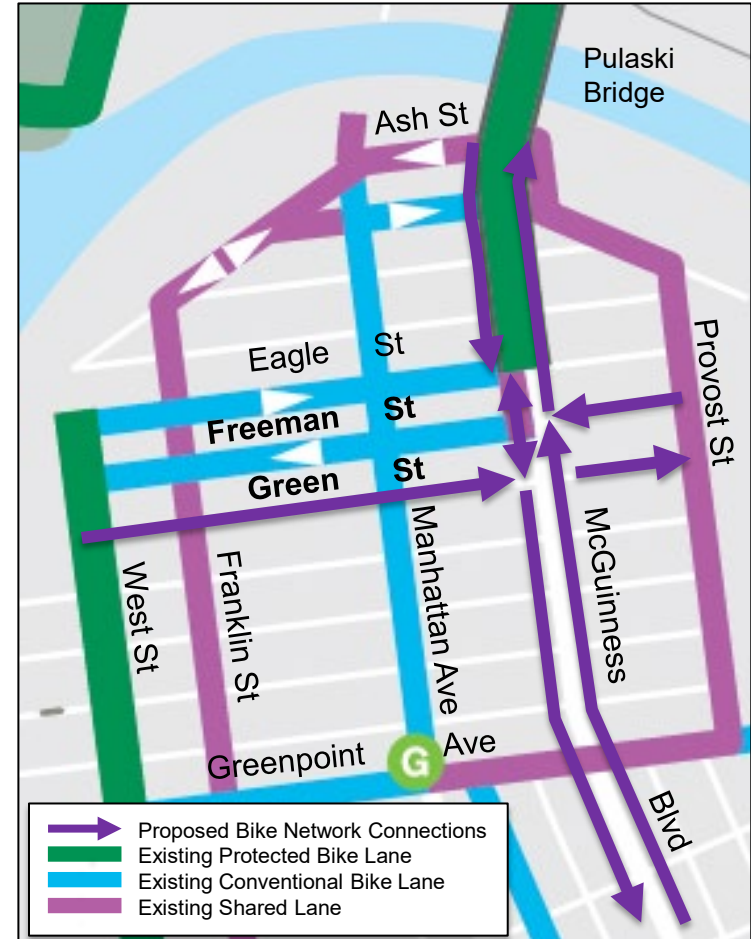 Pulaski
Bridge
Ash St
Eagle St
Freeman St
Green St
Provost St
West St
Franklin St
Manhattan Ave
McGuinness
Blvd
Greenpoint G Ave
Proposed Bike Network Connections
Existing Protected Bike Lane
Existing Conventional Bike Lane
Existing Shared Lane